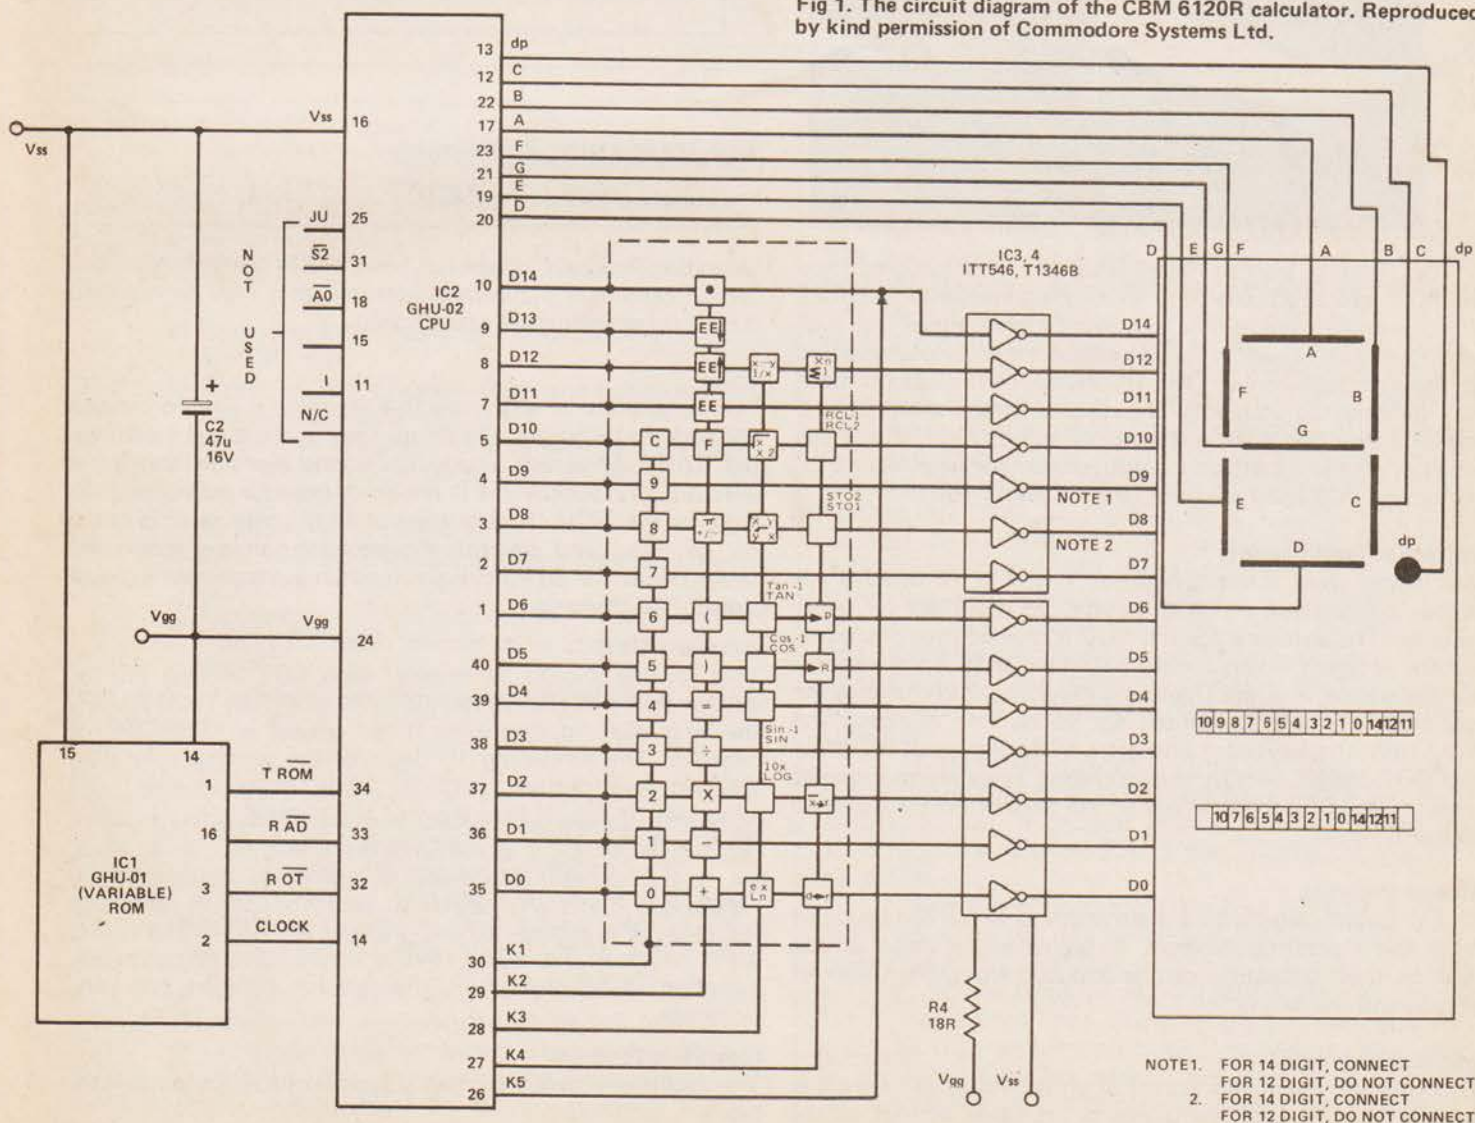 Fig 1. The circuit diagram of the CBM 6120R calculator. Reproduced
by kind permission of Commodore Systems Ltd.
13 dp
12 C
22 B
17 A
23 F
21 G
19 E
20 D
Vss
Vss 16
JU 25
S2 31
A0 18
15
I 11
N/C
NOT USED
+
C2
47u
16V
Vgg
Vgg
24
IC2
GHU-02
CPU
10 D14
9 D13
8 D12
7 D11
5 D10
4 D9
3 D8
2 D7
1 D6
40 D5
39 D4
38 D3
37 D2
36 D1
35 D0
30 K1
29 K2
28 K3
27 K4
26 K5
15
14
1 T ROM 34
16 R AD 33
3 R OT 32
2 CLOCK 14
IC1
GHU-01
(VARIABLE)
ROM
•
EE
EE
1/x
EE
RCL1
RCL2
C F
9
STO2
STO1
8
7
Tan -1
TAN
6 ( P
Cos -1
COS
5 ) R
4 =
Sin -1
SIN
3 ÷
10x
LOG
2 X
1 −
0 + ex Ln d r
IC3, 4
ITT546, T1346B
D14
D12
D11
D10
D9
NOTE 1
D8
NOTE 2
D7
D6
D5
D4
D3
D2
D1
D0
R4
18R
Vgg Vss
D E G F A B C dp
A
F
B
G
E
C
D
dp
10 9 8 7 6 5 4 3 2 1 0 14 12 11
10 7 6 5 4 3 2 1 0 14 12 11
NOTE1. FOR 14 DIGIT, CONNECT
FOR 12 DIGIT, DO NOT CONNECT
2. FOR 14 DIGIT, CONNECT
FOR 12 DIGIT, DO NOT CONNECT